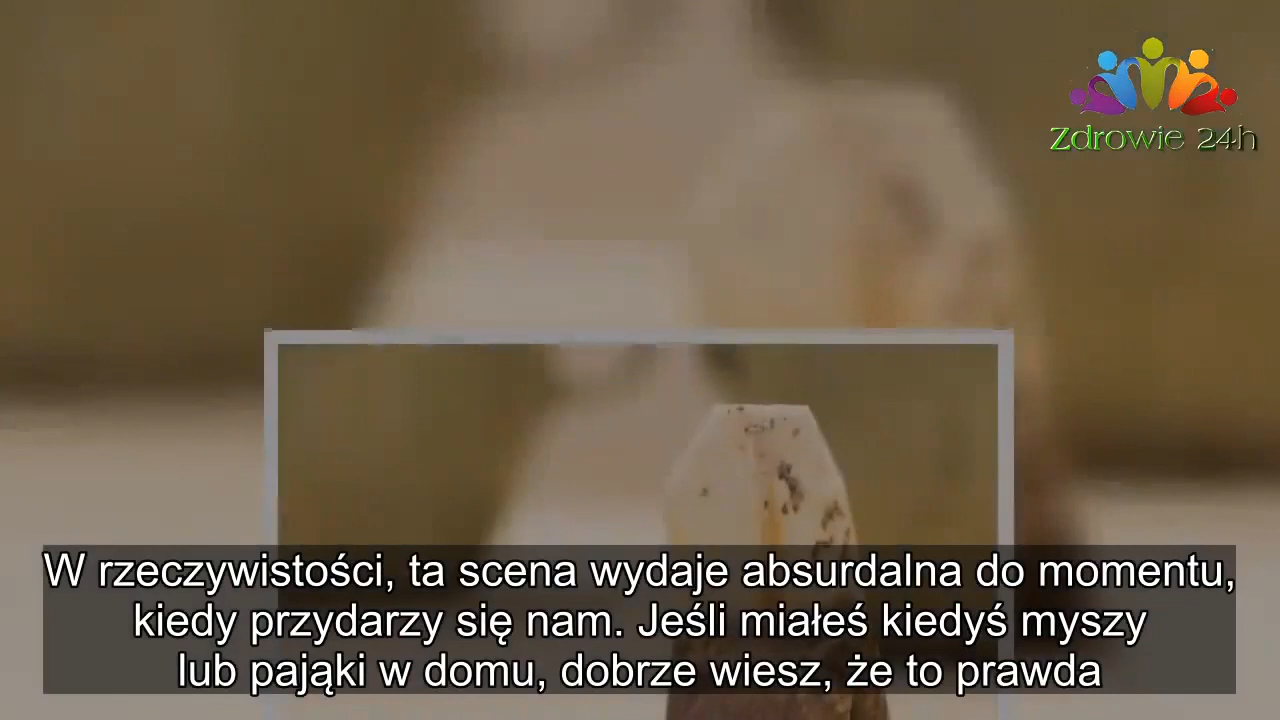 Zdrowie 24h
W rzeczywistości, ta scena wydaje absurdalna do momentu,
kiedy przydarzy się nam. Jeśli miałeś kiedyś myszy
lub pająki w domu, dobrze wiesz, że to prawda